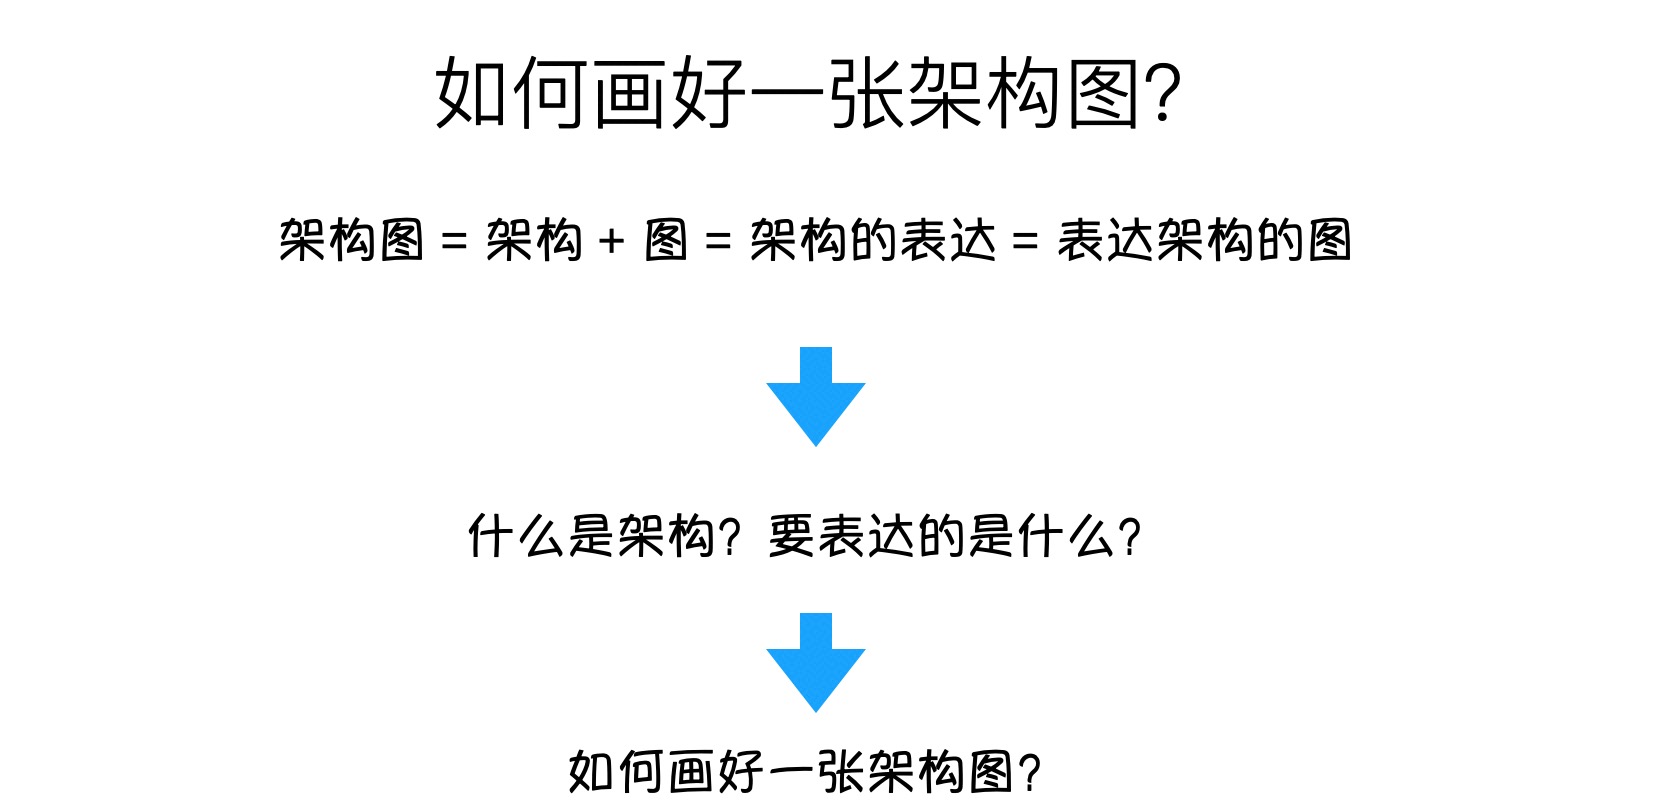 如何画好一张架构图?
架构图 = 架构 + 图 = 架构的表达 = 表达架构的图
什么是架构? 要表达的是什么?
如何画好一张架构图?